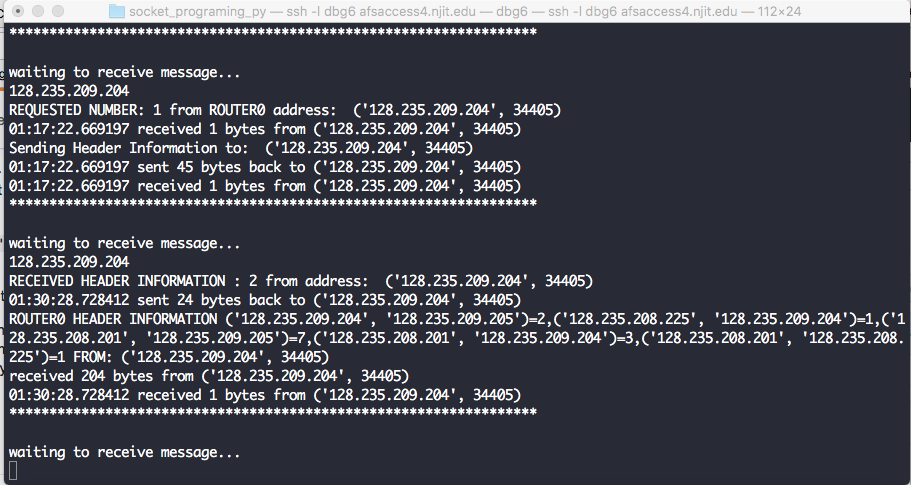 socket_programing_py — ssh -l dbg6 afsaccess4.njit.edu — dbg6 — ssh -l dbg6 afsaccess4.njit.edu — 112×24
******************************************************************
waiting to receive message...
128.235.209.204
REQUESTED NUMBER: 1 from ROUTER0 address:  ('128.235.209.204', 34405)
01:17:22.669197 received 1 bytes from ('128.235.209.204', 34405)
Sending Header Information to:  ('128.235.209.204', 34405)
01:17:22.669197 sent 45 bytes back to ('128.235.209.204', 34405)
01:17:22.669197 received 1 bytes from ('128.235.209.204', 34405)
******************************************************************
waiting to receive message...
128.235.209.204
RECEIVED HEADER INFORMATION : 2 from address:  ('128.235.209.204', 34405)
01:30:28.728412 sent 24 bytes back to ('128.235.209.204', 34405)
ROUTER0 HEADER INFORMATION ('128.235.209.204', '128.235.209.205')=2,('128.235.208.225', '128.235.209.204')=1,('1
28.235.208.201', '128.235.209.205')=7,('128.235.208.201', '128.235.209.204')=3,('128.235.208.201', '128.235.208.
225')=1 FROM: ('128.235.209.204', 34405)
received 204 bytes from ('128.235.209.204', 34405)
01:30:28.728412 received 1 bytes from ('128.235.209.204', 34405)
******************************************************************
waiting to receive message...